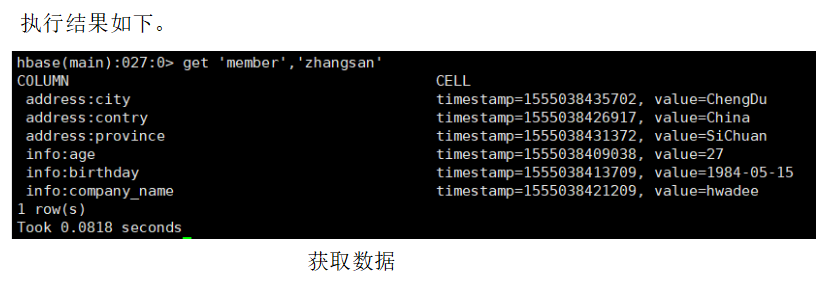 执行结果如下。
hbase(main):027:0> get 'member','zhangsan'
COLUMN CELL
address:city timestamp=1555038435702, value=ChengDu
address:contry timestamp=1555038426917, value=China
address:province timestamp=1555038431372, value=SiChuan
info:age timestamp=1555038409038, value=27
info:birthday timestamp=1555038413709, value=1984-05-15
info:company_name timestamp=1555038421209, value=hwadee
1 row(s)
Took 0.0818 seconds
获取数据